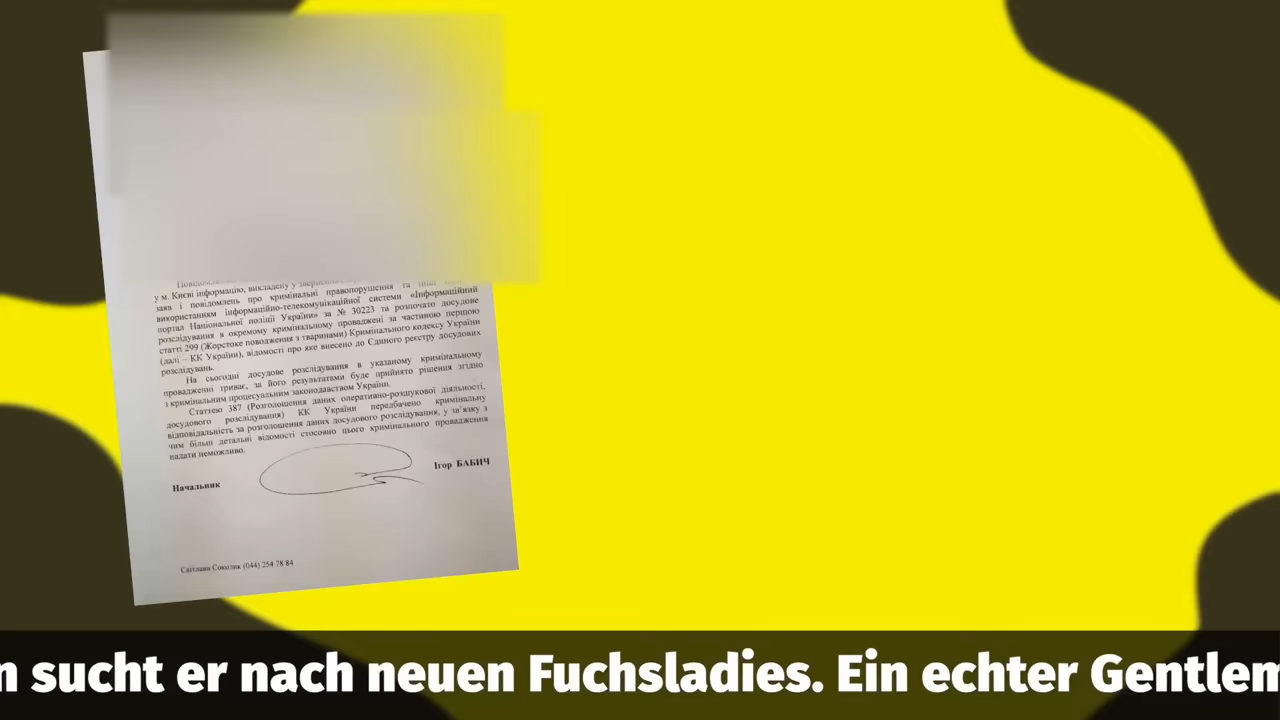 у м. Києві інформацію, викладену у
заяв і повідомлень про кримінальні правопорушення та
використанням інформаційно-телекомунікаційної системи «Інформаційний
портал Національної поліції України» за № 30223 та розпочато досудове
розслідування в окремому кримінальному проваджені за частиною першою
статті 299 (Жорстоке поводження з тваринами) Кримінального кодексу України
(далі – КК України), відомості про яке внесено до Єдиного реєстру досудових
розслідувань.
На сьогодні досудове розслідування в указаному кримінальному
провадженні триває, за його результатами буде прийнято рішення згідно
з кримінальним процесуальним законодавством України.
Статтею 387 (Розголошення даних оперативно-розшукової діяльності,
досудового розслідування) КК України передбачено кримінальну
відповідальність за розголошення даних досудового розслідування, у зв’язку з
чим більш детальні відомості стосовно цього кримінального провадження
надати неможливо.
Начальник Ігор БАБИЧ
Світлана Соколик (044) 254 78 84
n sucht er nach neuen Fuchsladies. Ein echter Gentlem